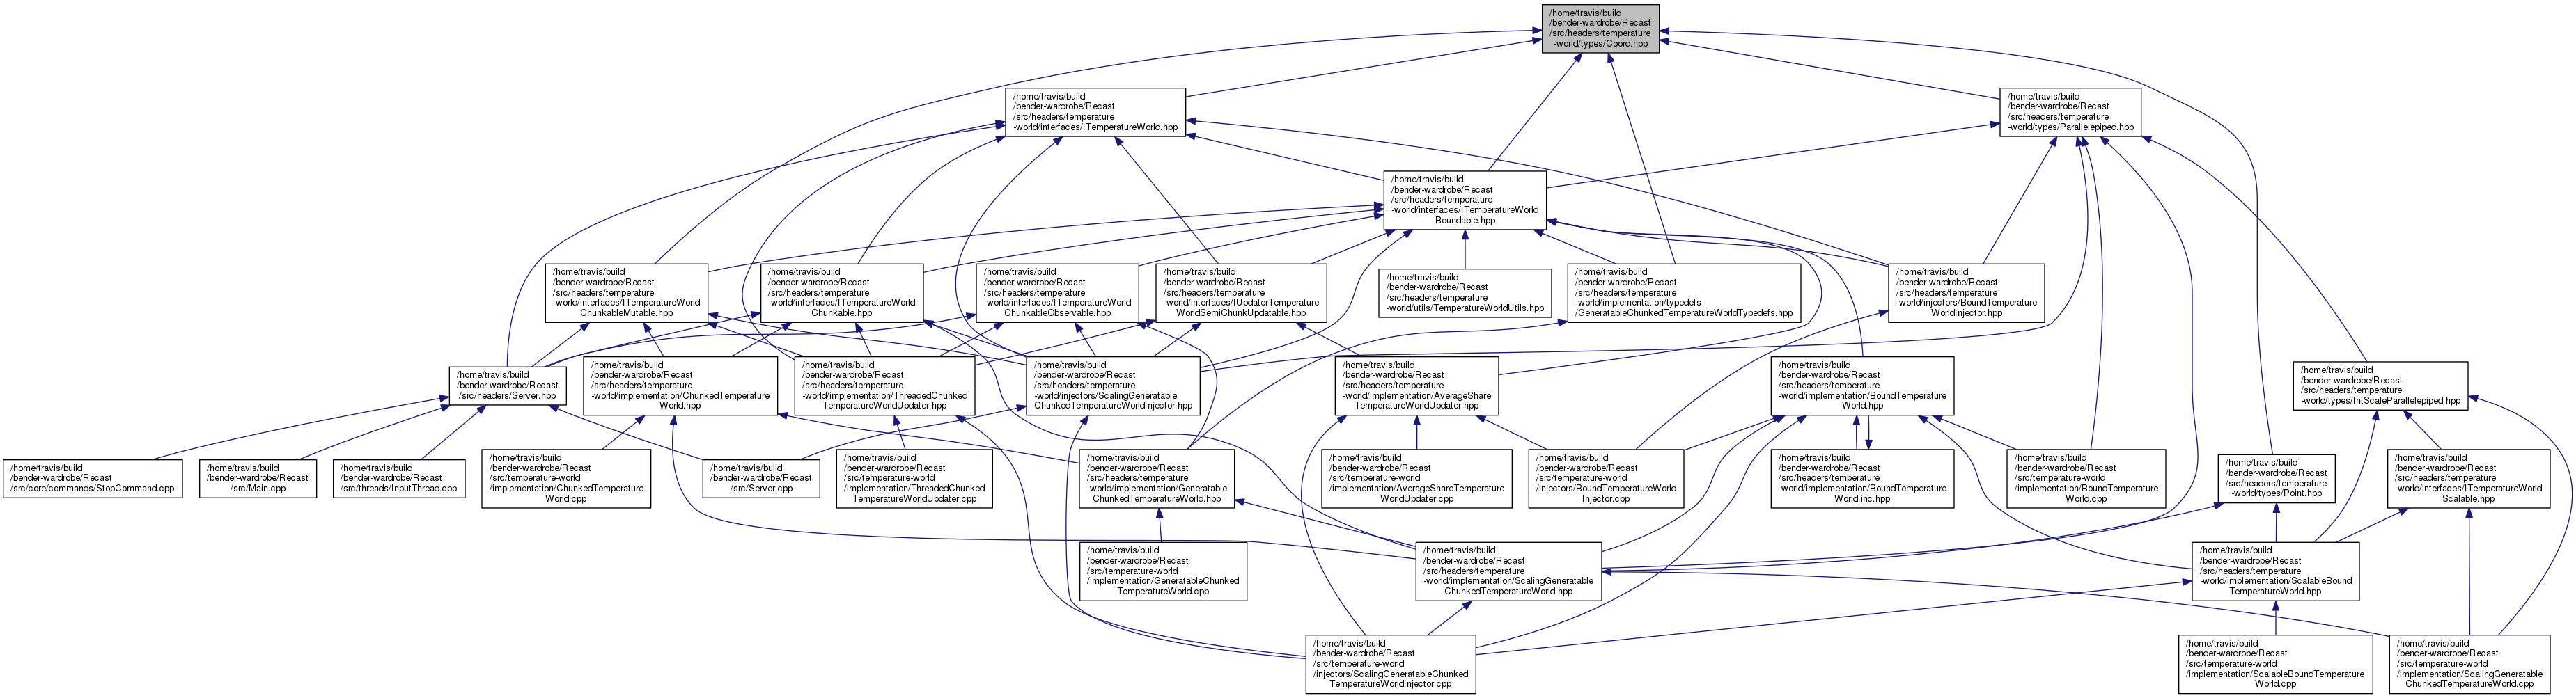 /home/travis/build
/bender-wardrobe/Recast
/src/headers/temperature
-world/types/Coord.hpp
/home/travis/build
/bender-wardrobe/Recast
/src/headers/temperature
-world/interfaces/ITemperatureWorld.hpp
/home/travis/build
/bender-wardrobe/Recast
/src/headers/temperature
-world/types/Parallelepiped.hpp
/home/travis/build
/bender-wardrobe/Recast
/src/headers/temperature
-world/interfaces/ITemperatureWorld
Boundable.hpp
/home/travis/build
/bender-wardrobe/Recast
/src/headers/temperature
-world/interfaces/ITemperatureWorld
ChunkableMutable.hpp
/home/travis/build
/bender-wardrobe/Recast
/src/headers/temperature
-world/interfaces/ITemperatureWorld
Chunkable.hpp
/home/travis/build
/bender-wardrobe/Recast
/src/headers/temperature
-world/interfaces/ITemperatureWorld
ChunkableObservable.hpp
/home/travis/build
/bender-wardrobe/Recast
/src/headers/temperature
-world/interfaces/IUpdaterTemperature
WorldSemiChunkUpdatable.hpp
/home/travis/build
/bender-wardrobe/Recast
/src/headers/temperature
-world/utils/TemperatureWorldUtils.hpp
/home/travis/build
/bender-wardrobe/Recast
/src/headers/temperature
-world/implementation/typedefs
/GeneratableChunkedTemperatureWorldTypedefs.hpp
/home/travis/build
/bender-wardrobe/Recast
/src/headers/temperature
-world/injectors/BoundTemperature
WorldInjector.hpp
/home/travis/build
/bender-wardrobe/Recast
/src/headers/Server.hpp
/home/travis/build
/bender-wardrobe/Recast
/src/headers/temperature
-world/implementation/ChunkedTemperature
World.hpp
/home/travis/build
/bender-wardrobe/Recast
/src/headers/temperature
-world/implementation/ThreadedChunked
TemperatureWorldUpdater.hpp
/home/travis/build
/bender-wardrobe/Recast
/src/headers/temperature
-world/injectors/ScalingGeneratable
ChunkedTemperatureWorldInjector.hpp
/home/travis/build
/bender-wardrobe/Recast
/src/headers/temperature
-world/implementation/AverageShare
TemperatureWorldUpdater.hpp
/home/travis/build
/bender-wardrobe/Recast
/src/headers/temperature
-world/implementation/BoundTemperature
World.hpp
/home/travis/build
/bender-wardrobe/Recast
/src/headers/temperature
-world/types/IntScaleParallelepiped.hpp
/home/travis/build
/bender-wardrobe/Recast
/src/core/commands/StopCommand.cpp
/home/travis/build
/bender-wardrobe/Recast
/src/Main.cpp
/home/travis/build
/bender-wardrobe/Recast
/src/threads/InputThread.cpp
/home/travis/build
/bender-wardrobe/Recast
/src/temperature-world
/implementation/ChunkedTemperature
World.cpp
/home/travis/build
/bender-wardrobe/Recast
/src/Server.cpp
/home/travis/build
/bender-wardrobe/Recast
/src/temperature-world
/implementation/ThreadedChunked
TemperatureWorldUpdater.cpp
/home/travis/build
/bender-wardrobe/Recast
/src/headers/temperature
-world/implementation/Generatable
ChunkedTemperatureWorld.hpp
/home/travis/build
/bender-wardrobe/Recast
/src/temperature-world
/implementation/AverageShareTemperature
WorldUpdater.cpp
/home/travis/build
/bender-wardrobe/Recast
/src/temperature-world
/injectors/BoundTemperatureWorld
Injector.cpp
/home/travis/build
/bender-wardrobe/Recast
/src/headers/temperature
-world/implementation/BoundTemperature
World.inc.hpp
/home/travis/build
/bender-wardrobe/Recast
/src/temperature-world
/implementation/BoundTemperature
World.cpp
/home/travis/build
/bender-wardrobe/Recast
/src/headers/temperature
-world/types/Point.hpp
/home/travis/build
/bender-wardrobe/Recast
/src/headers/temperature
-world/interfaces/ITemperatureWorld
Scalable.hpp
/home/travis/build
/bender-wardrobe/Recast
/src/temperature-world
/implementation/GeneratableChunked
TemperatureWorld.cpp
/home/travis/build
/bender-wardrobe/Recast
/src/headers/temperature
-world/implementation/ScalingGeneratable
ChunkedTemperatureWorld.hpp
/home/travis/build
/bender-wardrobe/Recast
/src/headers/temperature
-world/implementation/ScalableBound
TemperatureWorld.hpp
/home/travis/build
/bender-wardrobe/Recast
/src/temperature-world
/injectors/ScalingGeneratableChunked
TemperatureWorldInjector.cpp
/home/travis/build
/bender-wardrobe/Recast
/src/temperature-world
/implementation/ScalableBoundTemperature
World.cpp
/home/travis/build
/bender-wardrobe/Recast
/src/temperature-world
/implementation/ScalingGeneratable
ChunkedTemperatureWorld.cpp